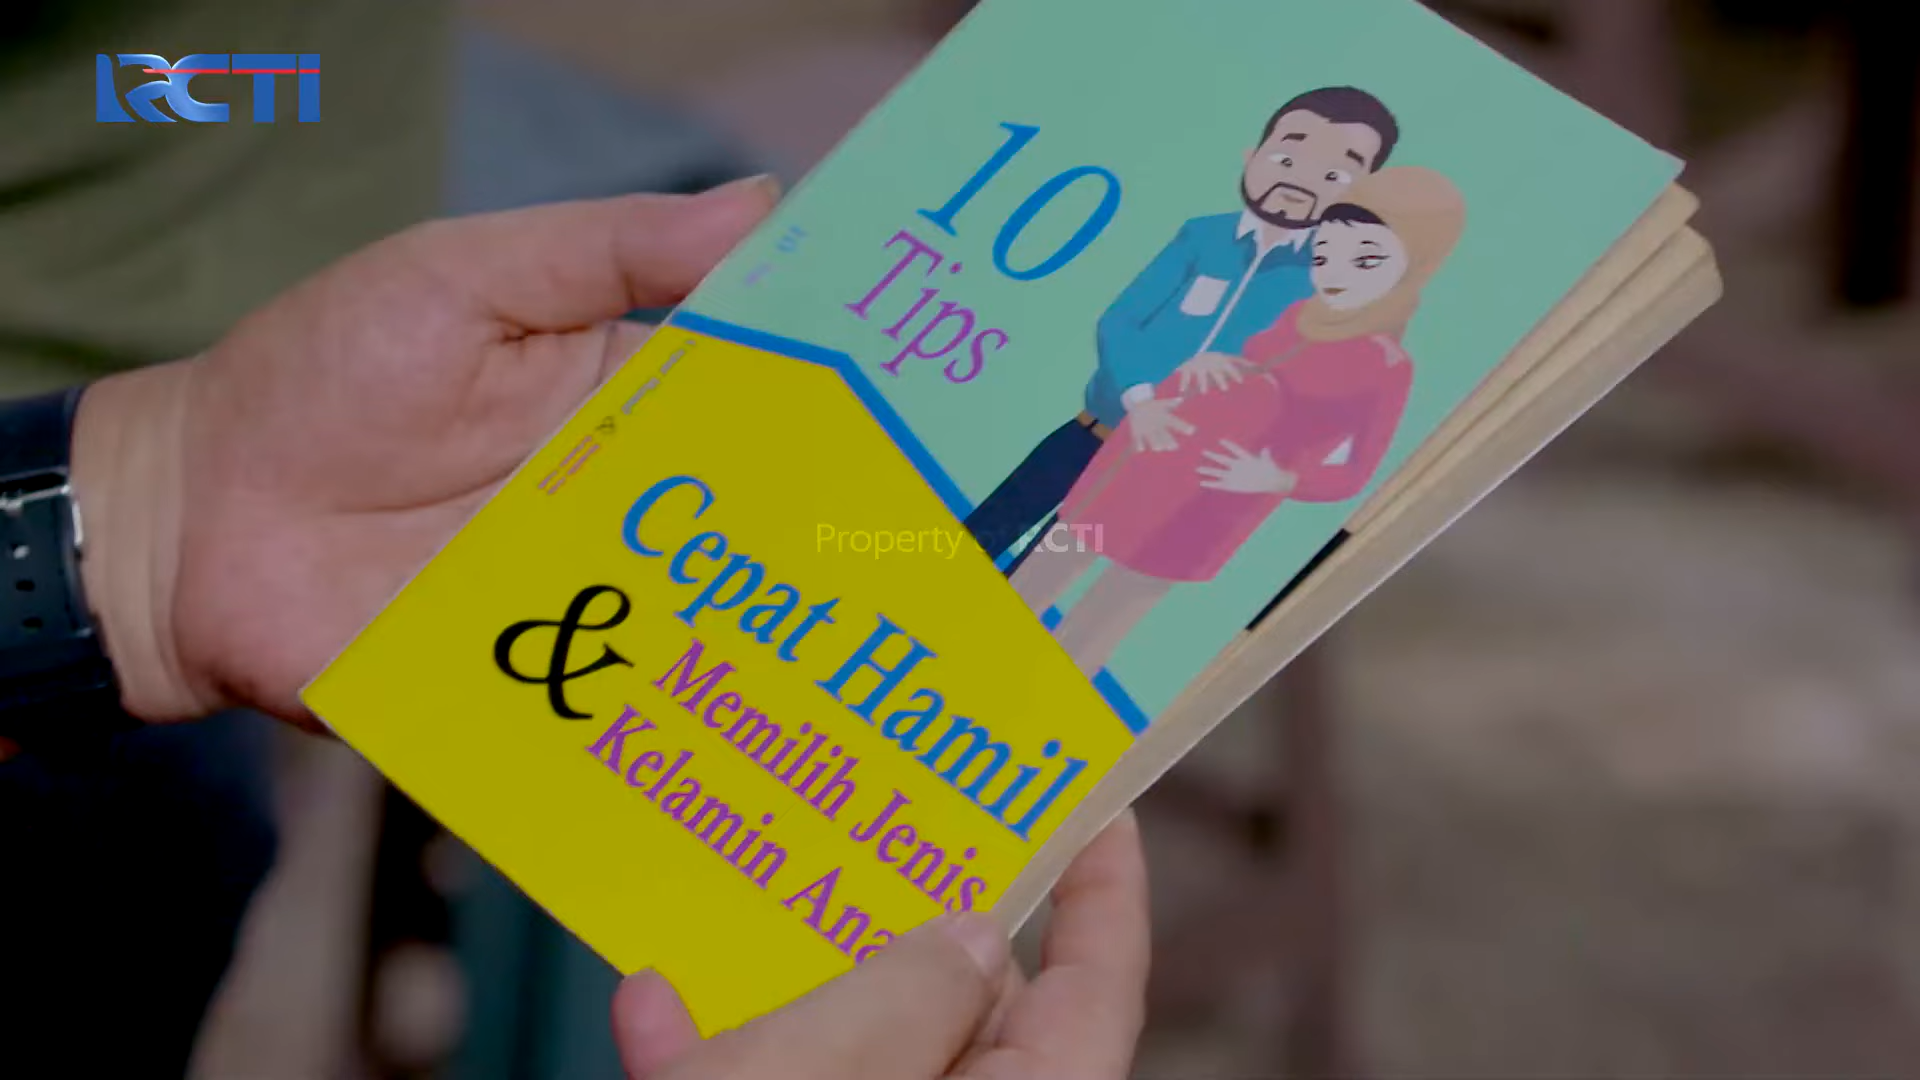 RCTI
10
Tips
Cepat Hamil
&
Memilih Jenis
Kelamin Ana
Property of RCTI